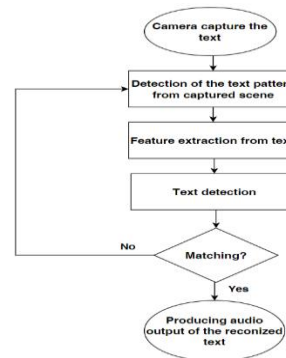 Camera capture the
text
Detection of the text patter
from captured scene
Feature extraction from tex
Text detection
Matching?
No
Yes
Producing audio
output of the reconized
text